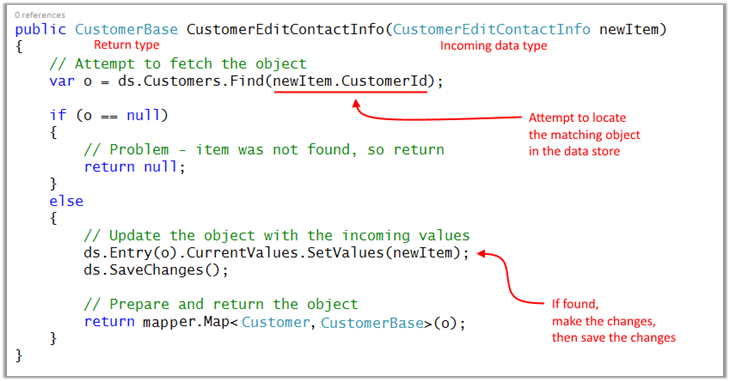 0 references
public CustomerBase CustomerEditContactInfo(CustomerEditContactInfo newItem)
{
Return type
Incoming data type
// Attempt to fetch the object
var o = ds.Customers.Find(newItem.CustomerId);
if (o == null)
{
// Problem - item was not found, so return
return null;
}
else
{
// Update the object with the incoming values
ds.Entry(o).CurrentValues.SetValues(newItem);
ds.SaveChanges();
// Prepare and return the object
return mapper.Map<Customer,CustomerBase>(o);
}
}
Attempt to locate
the matching object
in the data store
If found,
make the changes,
then save the changes